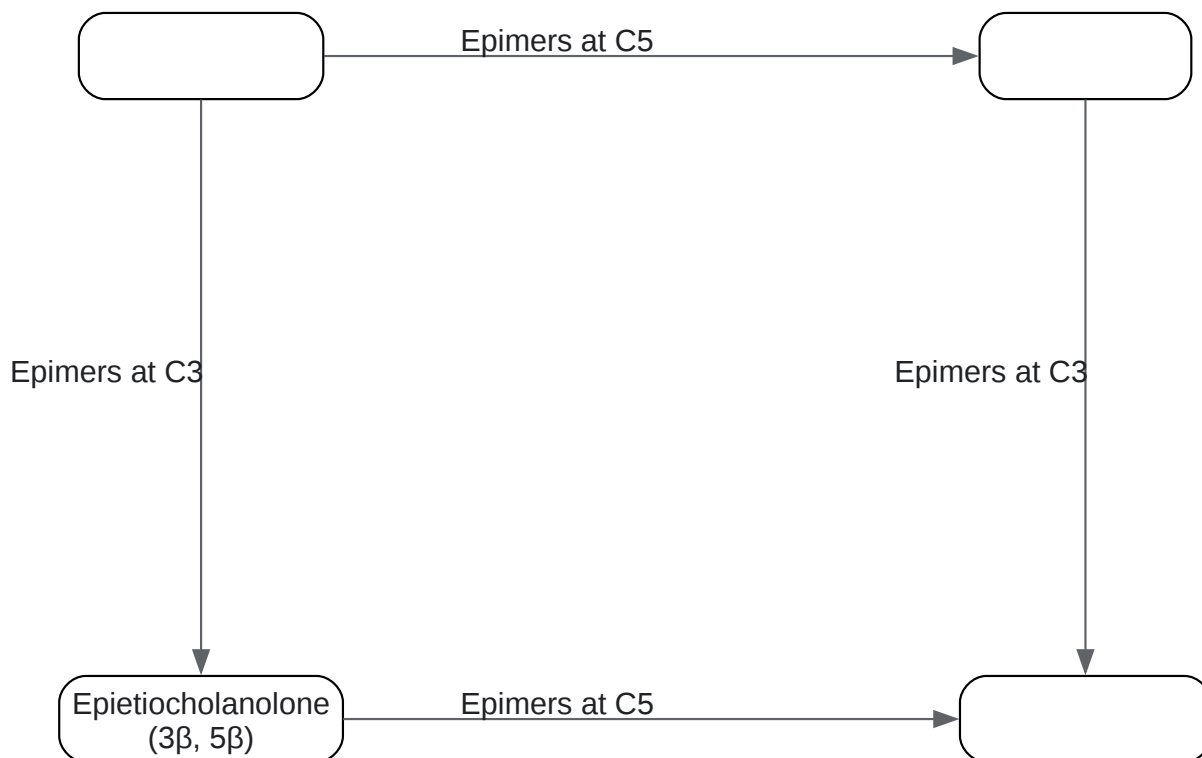 Epimers at C5
Epimers at C3
Epimers at C3
Epietiocholanolone
(3β, 5β)
Epimers at C5